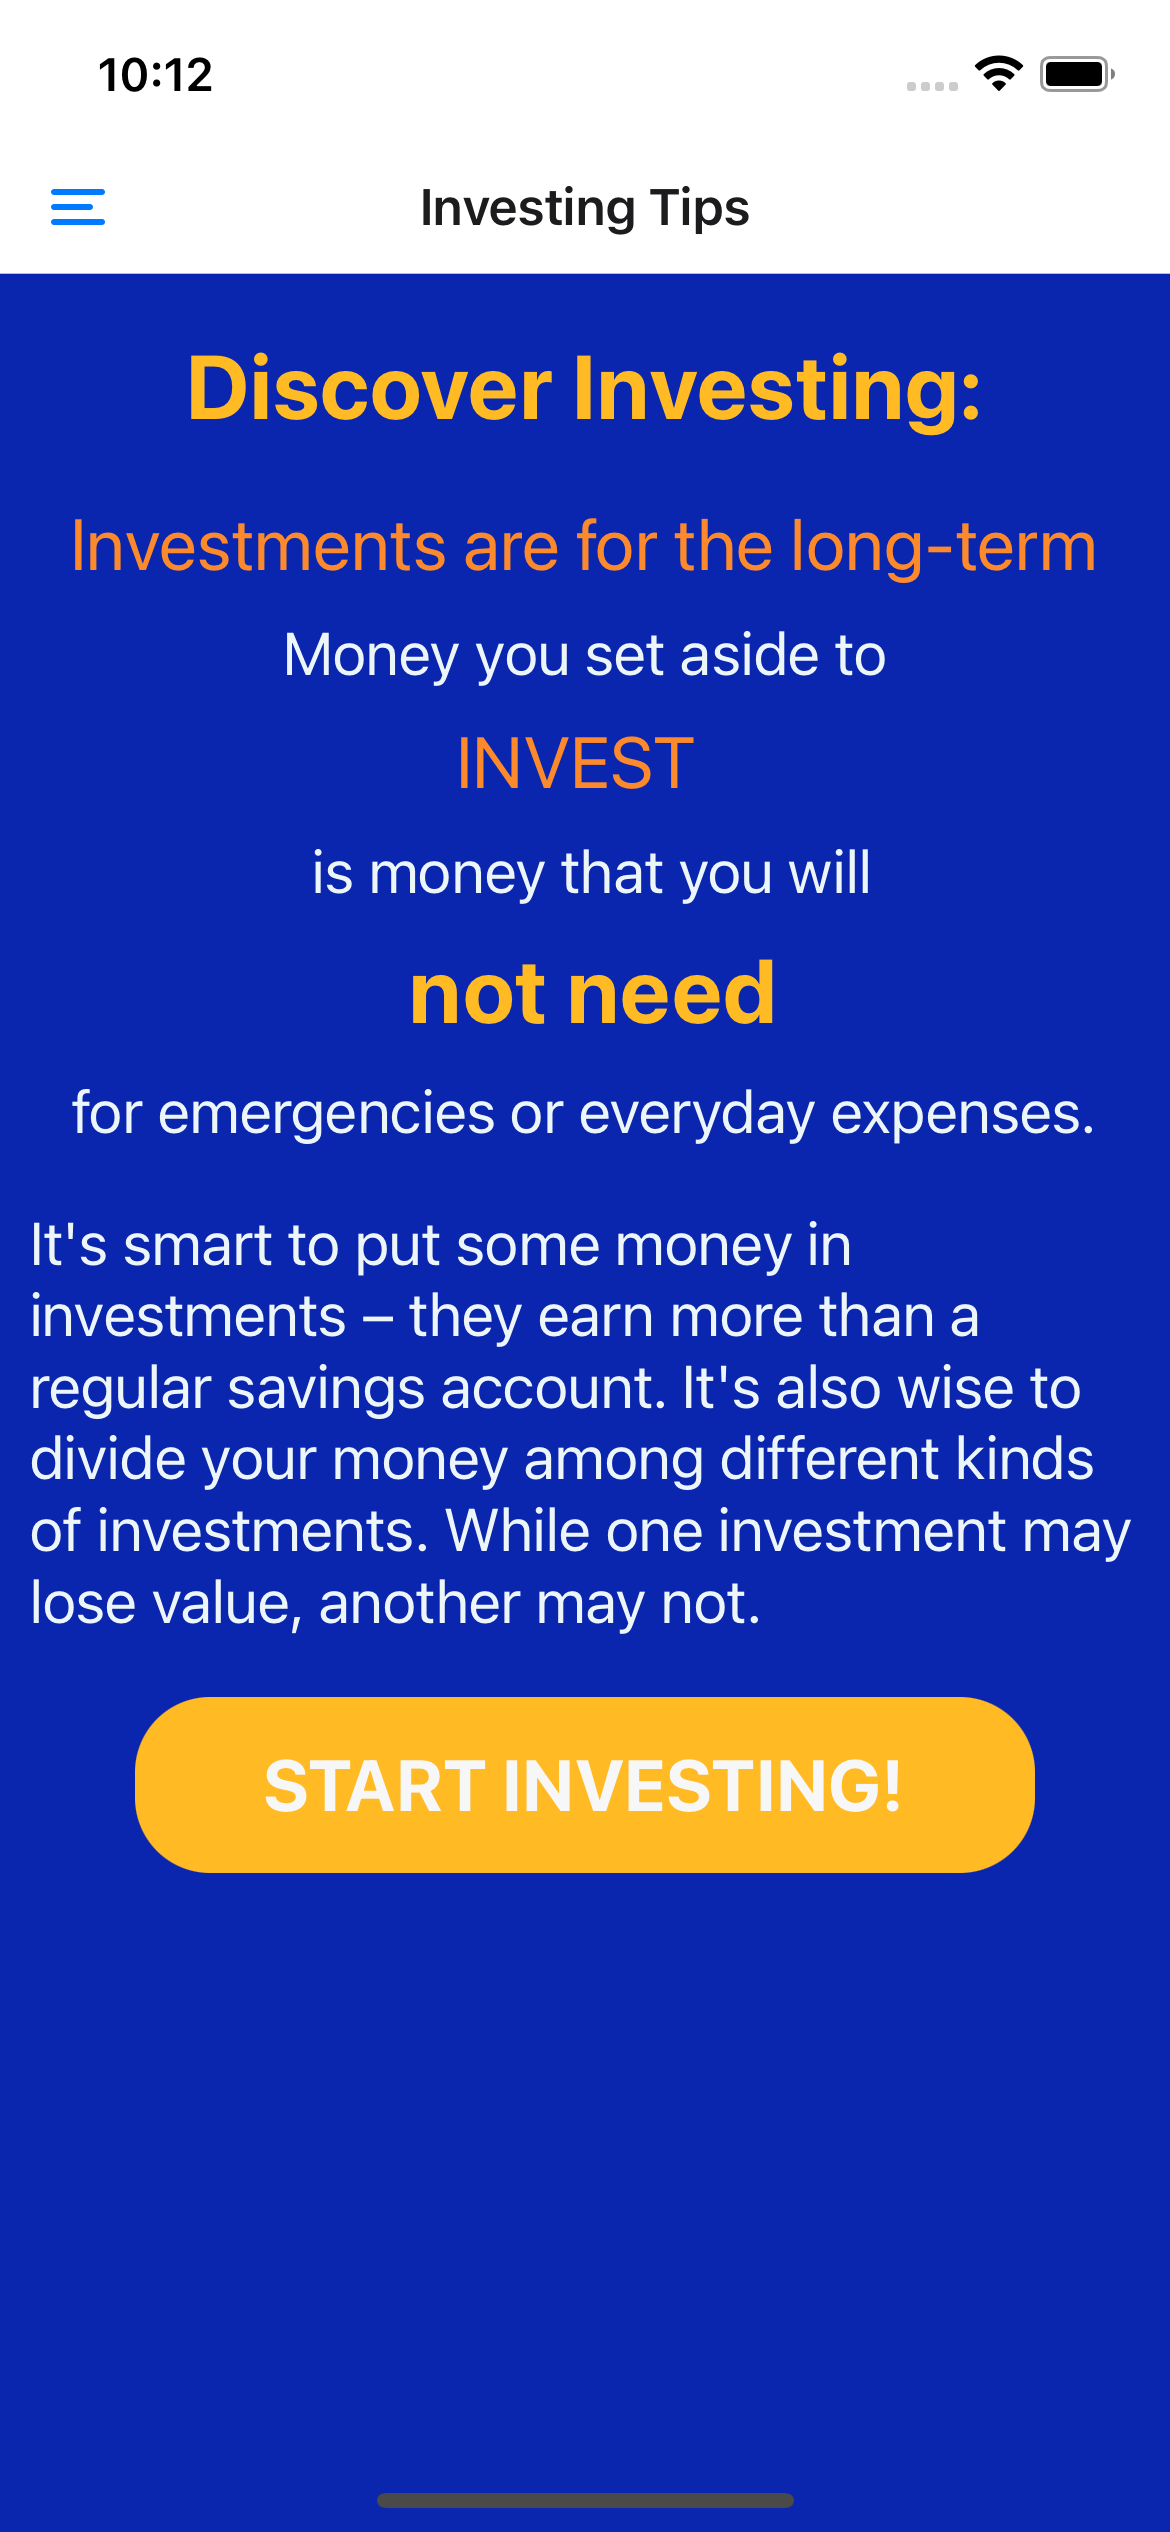 10:12
Investing Tips
Discover Investing:
Investments are for the long-term
Money you set aside to
INVEST
is money that you will
not need
for emergencies or everyday expenses.
It's smart to put some money in
investments – they earn more than a
regular savings account. It's also wise to
divide your money among different kinds
of investments. While one investment may
lose value, another may not.
START INVESTING!